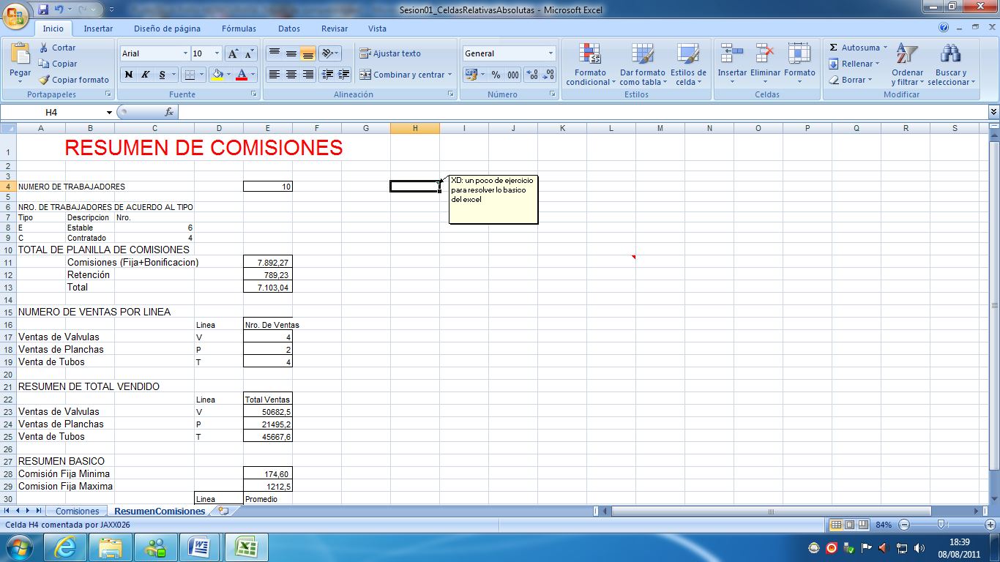 Sesion01_CeldasRelativasAbsolutas - Microsoft Excel
Inicio Insertar Diseño de página Fórmulas Datos Revisar Vista
Pegar Cortar Copiar Copiar formato
Portapapeles
Arial 10
N K S
Fuente
Ajustar texto
Combinar y centrar
Alineación
General
% 000
Número
Formato condicional Dar formato como tabla Estilos de celda
Estilos
Insertar Eliminar Formato
Celdas
Autosuma Rellenar Borrar
Ordenar y filtrar Buscar y seleccionar
Modificar
H4 fx
A B C D E F G H I J K L M N O P Q R S
1 RESUMEN DE COMISIONES
2
3
4 NUMERO DE TRABAJADORES 10
XD: un poco de ejercicio
para resolver lo basico
del excel
5
6 NRO. DE TRABAJADORES DE ACUERDO AL TIPO
7 Tipo Descripcion Nro.
8 E Estable 6
9 C Contratado 4
10 TOTAL DE PLANILLA DE COMISIONES
11 Comisiones (Fija+Bonificacion) 7.892,27
12 Retención 789,23
13 Total 7.103,04
14
15 NUMERO DE VENTAS POR LINEA
16 Linea Nro. De Ventas
17 Ventas de Valvulas V 4
18 Ventas de Planchas P 2
19 Venta de Tubos T 4
20
21 RESUMEN DE TOTAL VENDIDO
22 Linea Total Ventas
23 Ventas de Valvulas V 50682,5
24 Ventas de Planchas P 21495,2
25 Venta de Tubos T 45667,6
26
27 RESUMEN BASICO
28 Comisión Fija Minima 174,60
29 Comision Fija Maxima 1212,5
30 Linea Promedio
Comisiones ResumenComisiones
Celda H4 comentada por JAXX026 84%
18:39
08/08/2011